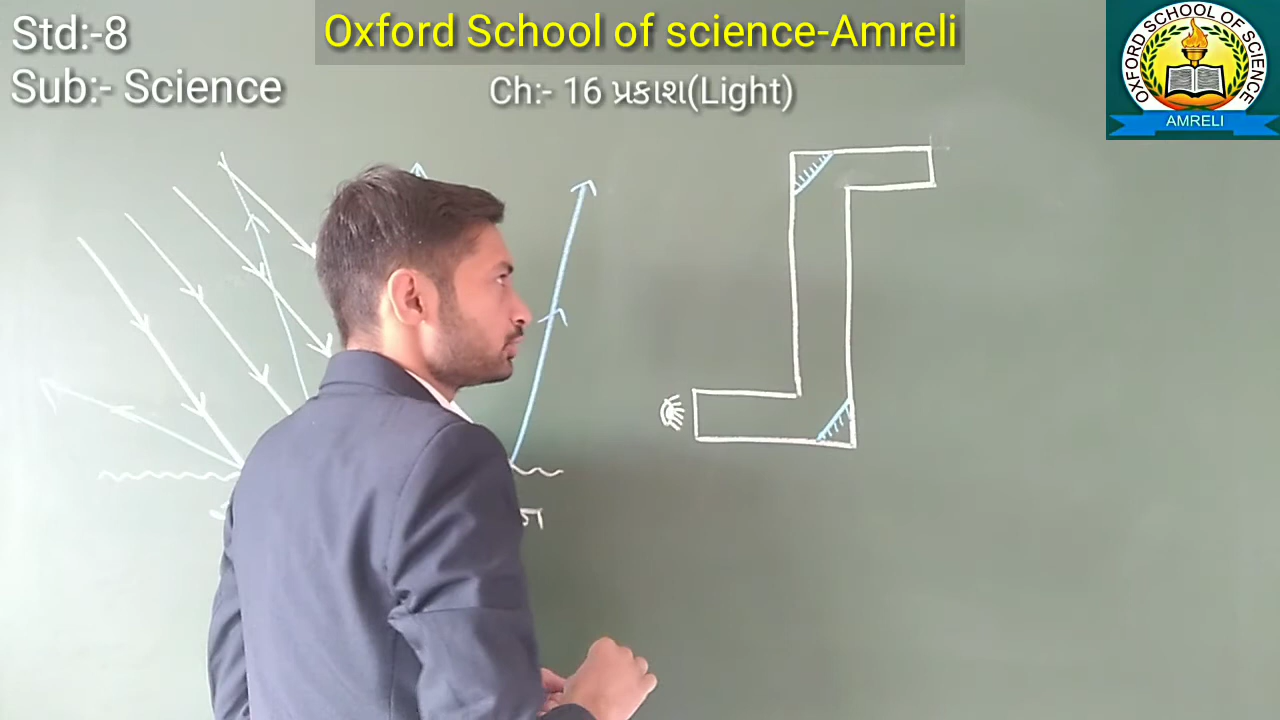 Std:-8
Oxford School of science-Amreli
Sub:- Science
Ch:- 16 પ્રકાશ(Light)
OXFORD SCHOOL OF SCIENCE
AMRELI